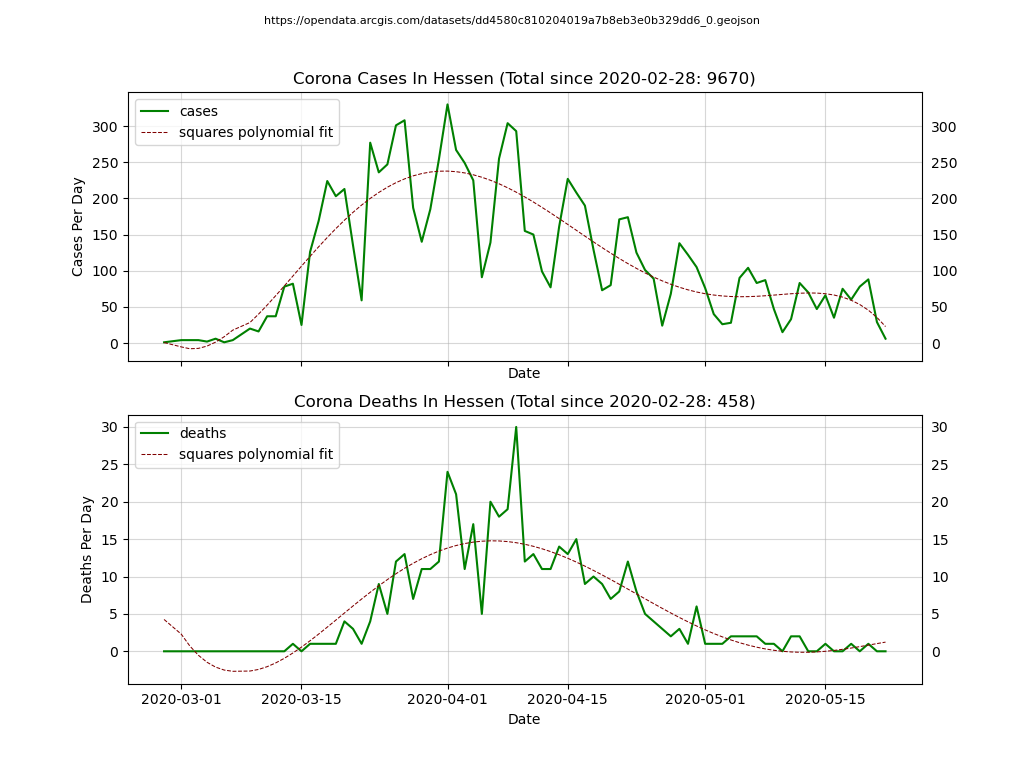 https://opendata.arcgis.com/datasets/dd4580c810204019a7b8eb3e0b329dd6_0.geojson
Corona Cases In Hessen (Total since 2020-02-28: 9670)
cases
squares polynomial fit
300
250
200
150
100
50
0
Cases Per Day
300
250
200
150
100
50
0
Date
Corona Deaths In Hessen (Total since 2020-02-28: 458)
deaths
squares polynomial fit
30
25
20
15
10
5
0
Deaths Per Day
30
25
20
15
10
5
0
2020-03-01 2020-03-15 2020-04-01 2020-04-15 2020-05-01 2020-05-15
Date